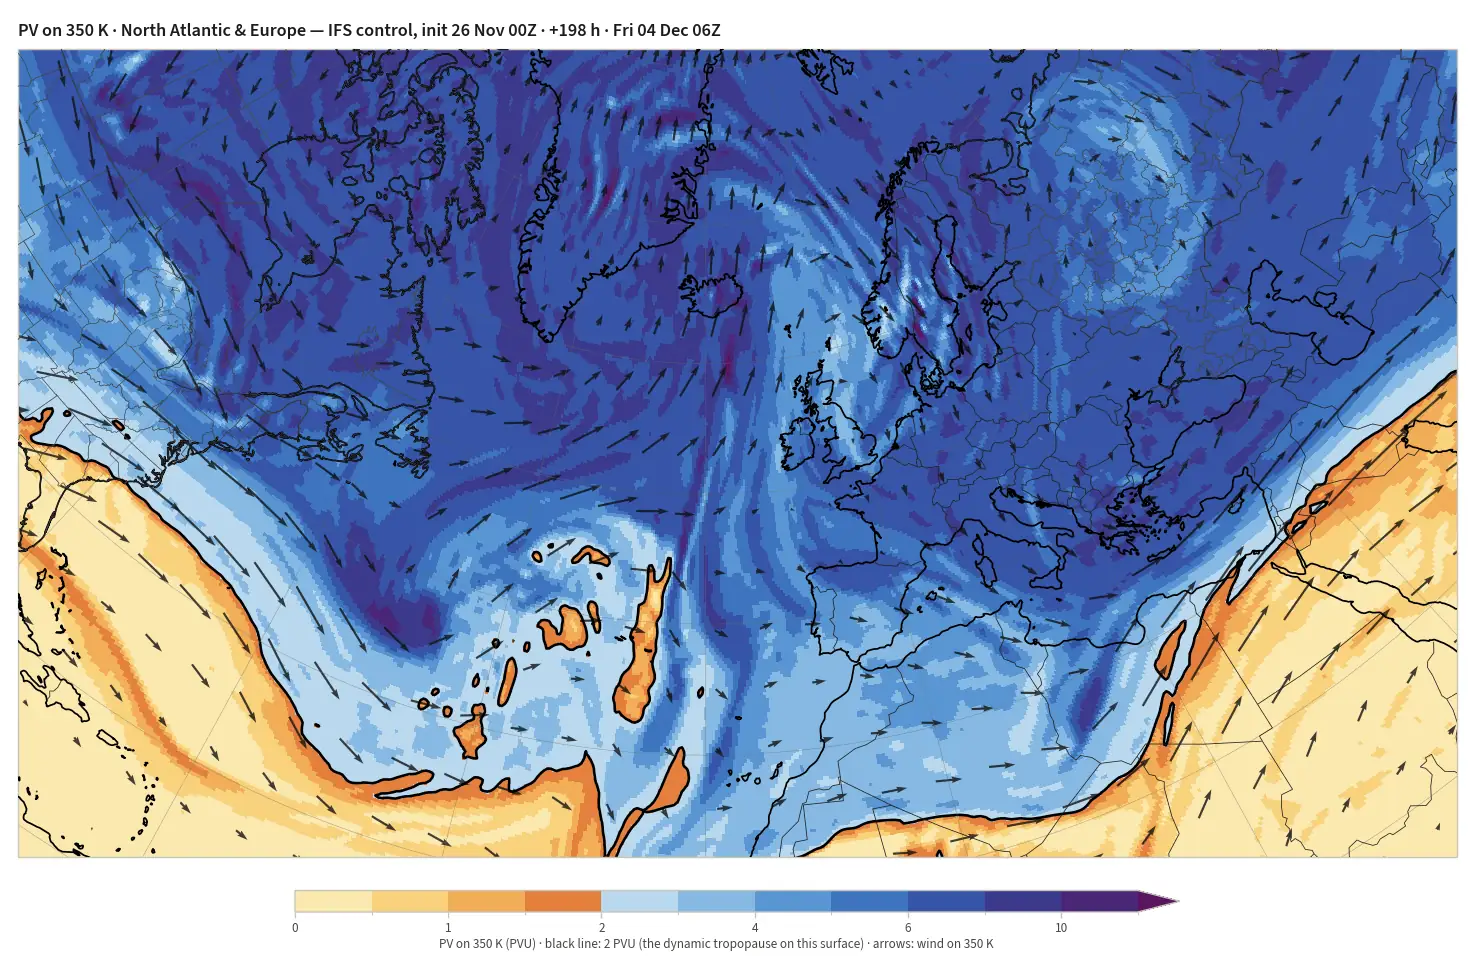 PV on 350 K · North Atlantic & Europe — IFS control, init 26 Nov 00Z · +198 h · Fri 04 Dec 06Z
0 1 2 4 6 10
PV on 350 K (PVU) · black line: 2 PVU (the dynamic tropopause on this surface) · arrows: wind on 350 K